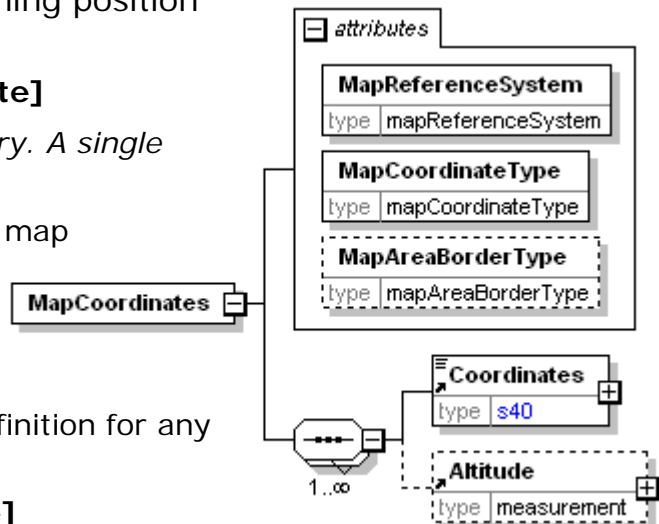 ning position
te]
ry. A single
map
finition for any
]
attributes
MapReferenceSystem
type mapReferenceSystem
MapCoordinateType
type mapCoordinateType
MapAreaBorderType
type mapAreaBorderType
MapCoordinates
Coordinates
type s40
1..∞
Altitude
type measurement